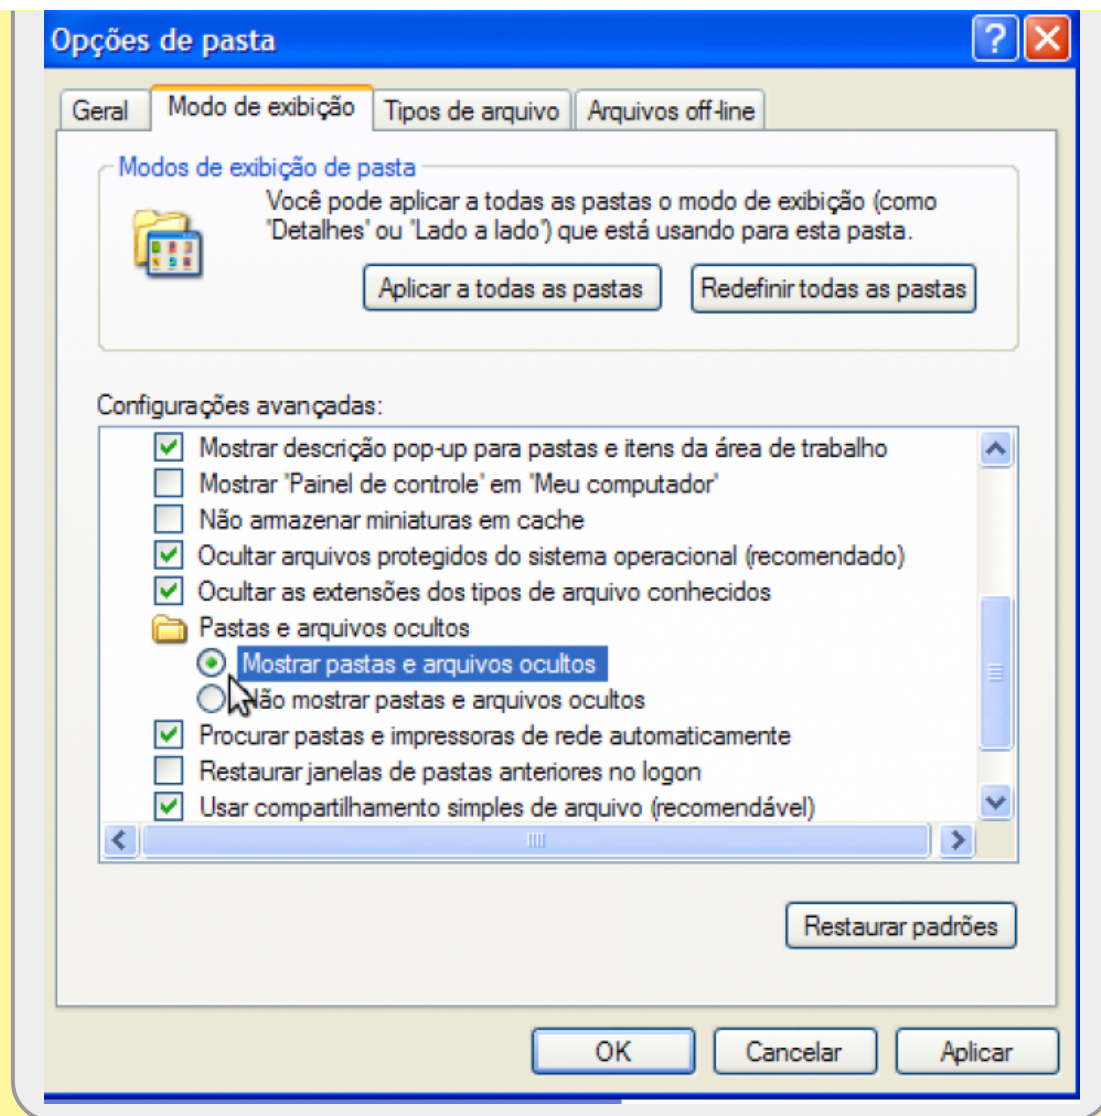 Opções de pasta
Geral
Modo de exibição
Tipos de arquivo
Arquivos off-line
Modos de exibição de pasta
Você pode aplicar a todas as pastas o modo de exibição (como
'Detalhes' ou 'Lado a lado') que está usando para esta pasta.
Aplicar a todas as pastas
Redefinir todas as pastas
Configurações avançadas:
Mostrar descrição pop-up para pastas e itens da área de trabalho
Mostrar 'Painel de controle' em 'Meu computador'
Não armazenar miniaturas em cache
Ocultar arquivos protegidos do sistema operacional (recomendado)
Ocultar as extensões dos tipos de arquivo conhecidos
Pastas e arquivos ocultos
Mostrar pastas e arquivos ocultos
Não mostrar pastas e arquivos ocultos
Procurar pastas e impressoras de rede automaticamente
Restaurar janelas de pastas anteriores no logon
Usar compartilhamento simples de arquivo (recomendável)
Restaurar padrões
OK
Cancelar
Aplicar